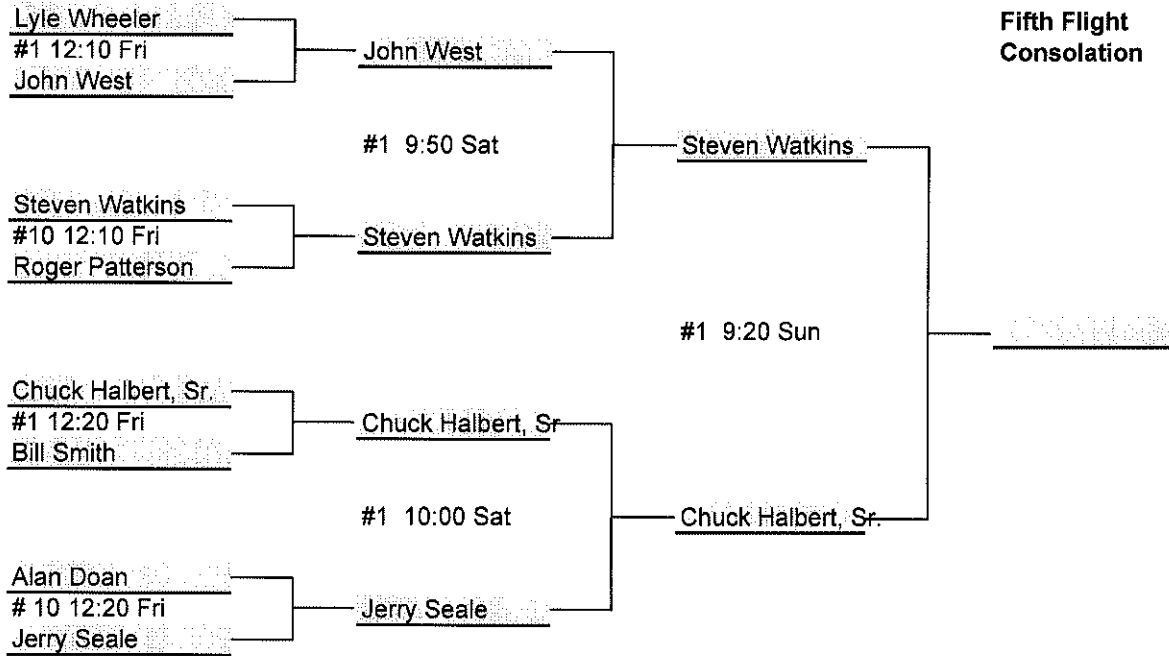 Lyle Wheeler
#1 12:10 Fri
John West
Steven Watkins
#10 12:10 Fri
Roger Patterson
Chuck Halbert, Sr.
#1 12:20 Fri
Bill Smith
Alan Doan
# 10 12:20 Fri
Jerry Seale
John West
#1 9:50 Sat
Steven Watkins
Chuck Halbert, Sr
#1 10:00 Sat
Jerry Seale
Steven Watkins
#1 9:20 Sun
Chuck Halbert, Sr.
Fifth Flight
Consolation